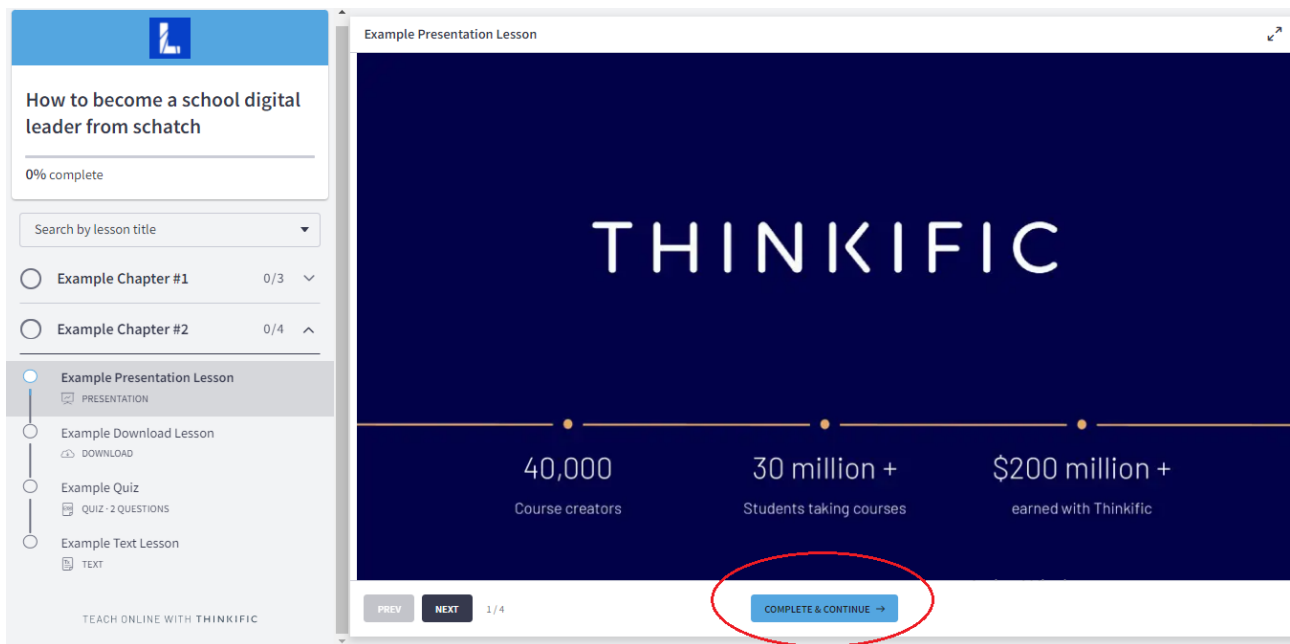 How to become a school digital
leader from schatch
0% complete
Search by lesson title
Example Chapter #1 0/3
Example Chapter #2 0/4
Example Presentation Lesson
PRESENTATION
Example Download Lesson
DOWNLOAD
Example Quiz
QUIZ - 2 QUESTIONS
Example Text Lesson
TEXT
TEACH ONLINE WITH THINKIFIC
Example Presentation Lesson
THINKIFIC
40,000 30 million + $200 million +
Course creators Students taking courses earned with Thinkific
PREV NEXT 1/4 COMPLETE & CONTINUE →